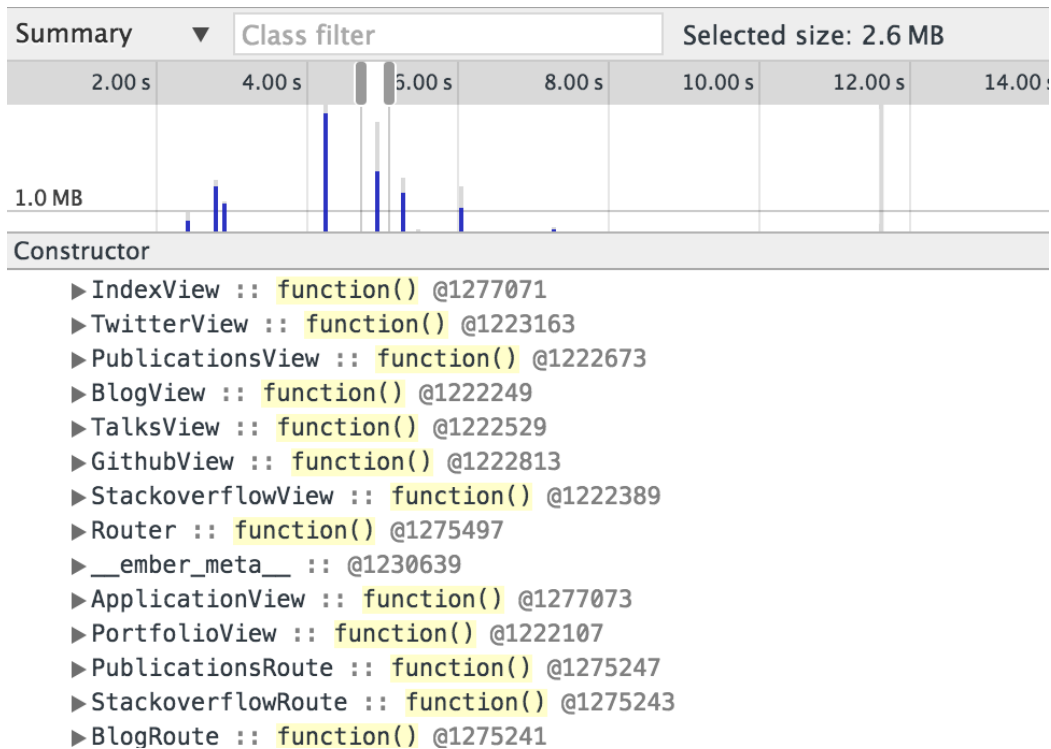 Summary ▼ Class filter Selected size: 2.6 MB
2.00 s 4.00 s 6.00 s 8.00 s 10.00 s 12.00 s 14.00
1.0 MB
Constructor
▶IndexView :: function() @1277071
▶TwitterView :: function() @1223163
▶PublicationsView :: function() @1222673
▶BlogView :: function() @1222249
▶TalksView :: function() @1222529
▶GithubView :: function() @1222813
▶StackoverflowView :: function() @1222389
▶Router :: function() @1275497
▶__ember_meta__ :: @1230639
▶ApplicationView :: function() @1277073
▶PortfolioView :: function() @1222107
▶PublicationsRoute :: function() @1275247
▶StackoverflowRoute :: function() @1275243
▶BlogRoute :: function() @1275241